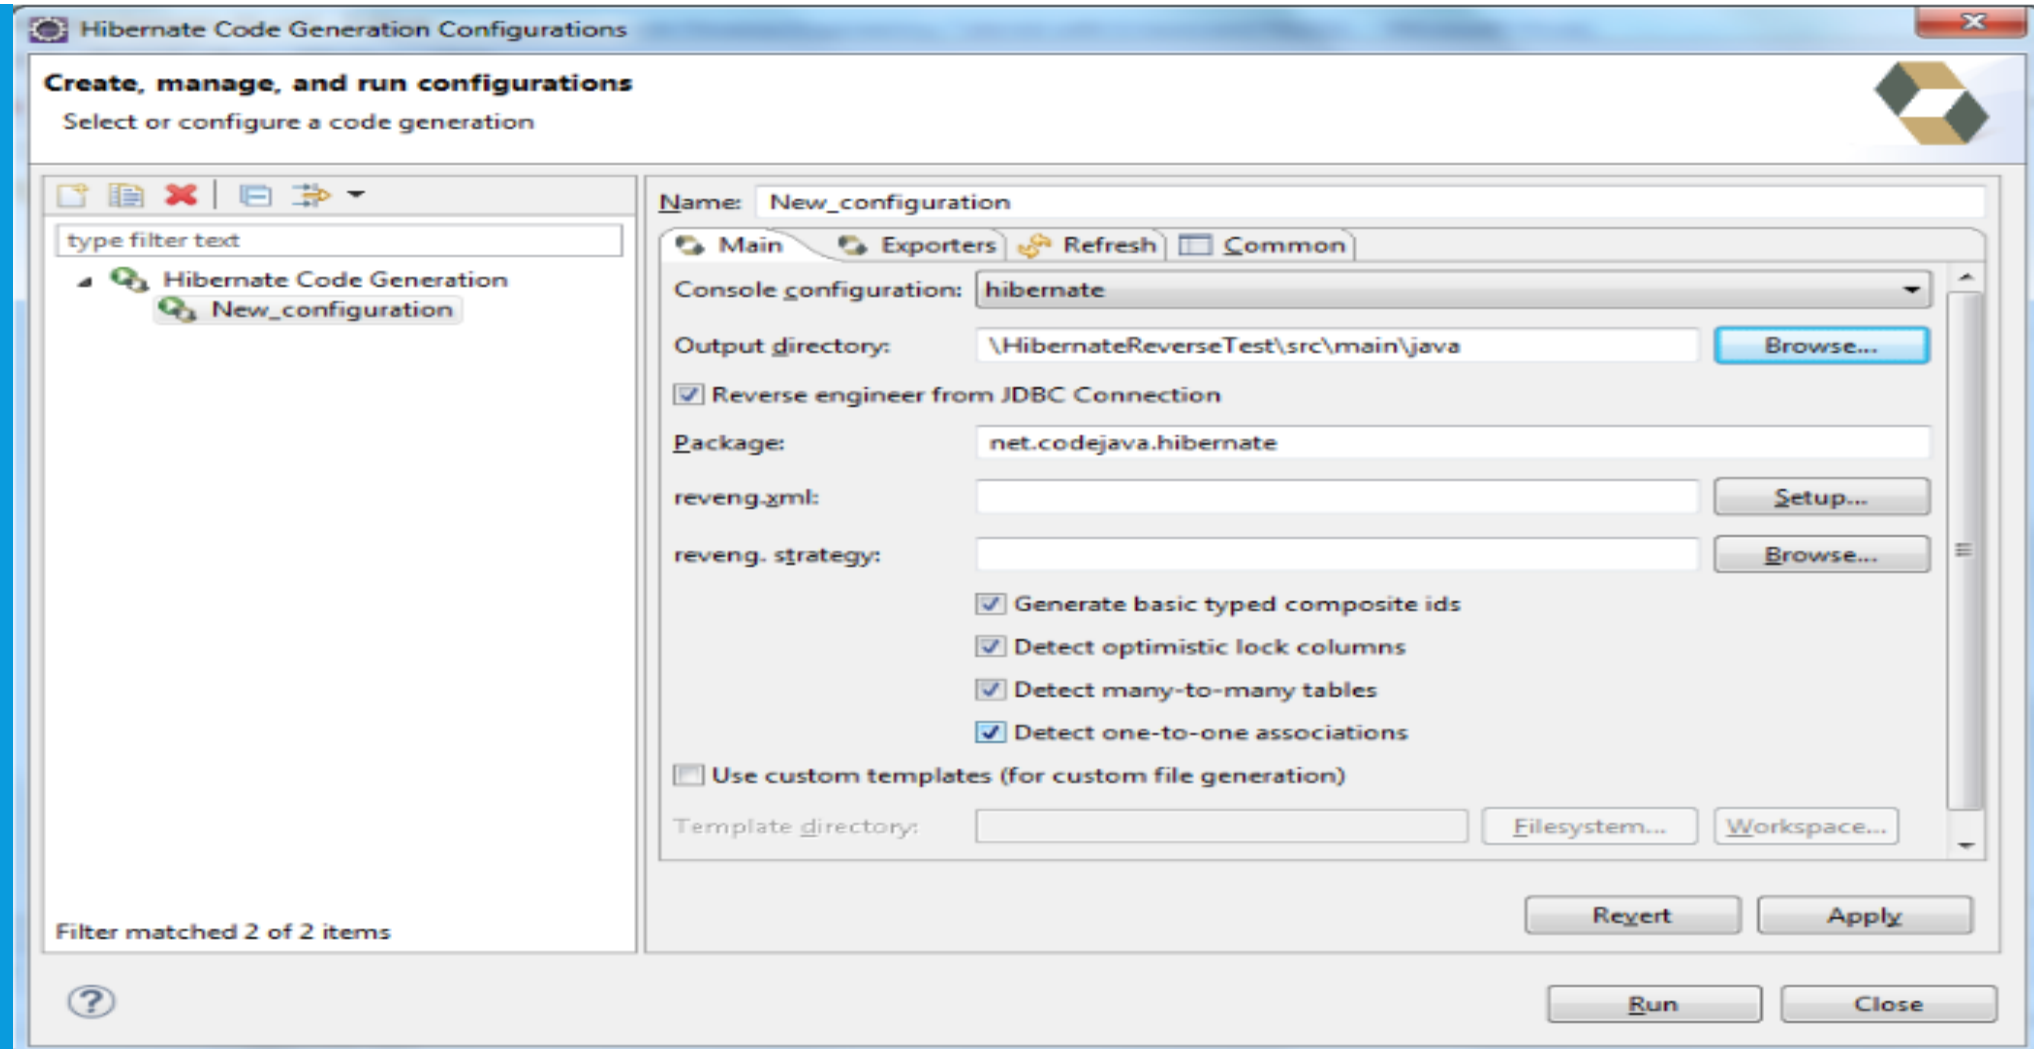 Hibernate Code Generation Configurations
Create, manage, and run configurations
Select or configure a code generation
type filter text
Hibernate Code Generation
New_configuration
Filter matched 2 of 2 items
Name: New_configuration
Main Exporters Refresh Common
Console configuration: hibernate
Output directory: \HibernateReverseTest\src\main\java Browse...
Reverse engineer from JDBC Connection
Package: net.codejava.hibernate
reveng.xml: Setup...
reveng. strategy: Browse...
Generate basic typed composite ids
Detect optimistic lock columns
Detect many-to-many tables
Detect one-to-one associations
Use custom templates (for custom file generation)
Template directory: Filesystem... Workspace...
Revert Apply
Run Close